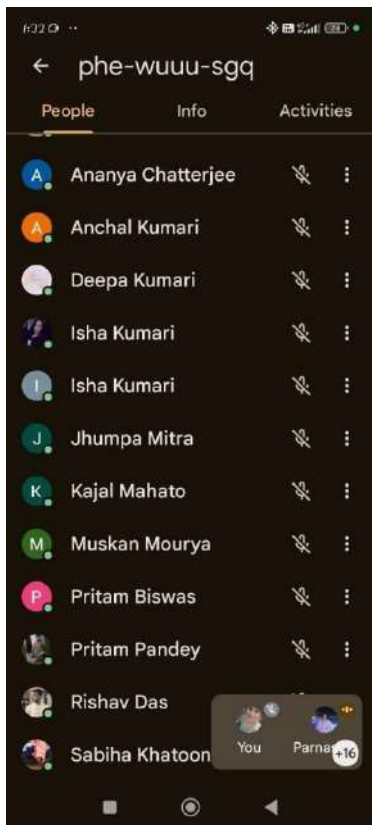 phe-wuuu-sgq
People Info Activities
A Ananya Chatterjee
A Anchal Kumari
Deepa Kumari
Isha Kumari
I Isha Kumari
J Jhumpa Mitra
K Kajal Mahato
M Muskan Mourya
P Pritam Biswas
Pritam Pandey
Rishav Das
Sabiha Khatoon
You Parna +16